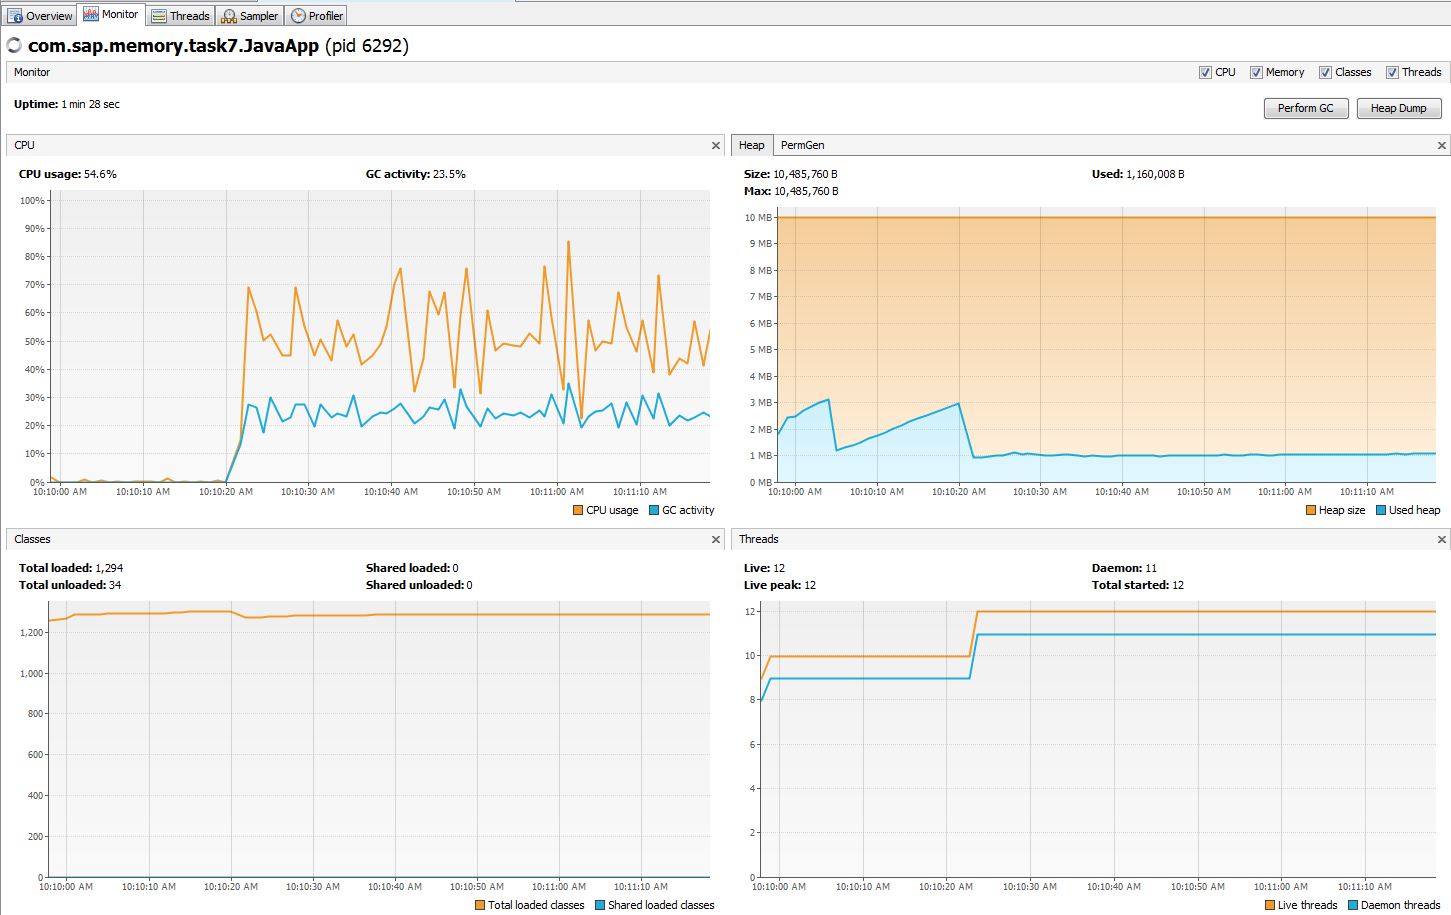 Overview Monitor Threads Sampler Profiler
com.sap.memory.task7.JavaApp (pid 6292)
Monitor
CPU Memory Classes Threads
Uptime: 1 min 28 sec
Perform GC Heap Dump
CPU
CPU usage: 54.6% GC activity: 23.5%
100%
90%
80%
70%
60%
50%
40%
30%
20%
10%
0%
10:10:00 AM 10:10:10 AM 10:10:20 AM 10:10:30 AM 10:10:40 AM 10:10:50 AM 10:11:00 AM 10:11:10 AM
CPU usage GC activity
Heap PermGen
Size: 10,485,760 B Used: 1,160,008 B
Max: 10,485,760 B
10 MB
9 MB
8 MB
7 MB
6 MB
5 MB
4 MB
3 MB
2 MB
1 MB
0 MB
10:10:00 AM 10:10:10 AM 10:10:20 AM 10:10:30 AM 10:10:40 AM 10:10:50 AM 10:11:00 AM 10:11:10 AM
Heap size Used heap
Classes
Total loaded: 1,294 Shared loaded: 0
Total unloaded: 34 Shared unloaded: 0
1,200
1,000
800
600
400
200
0
10:10:00 AM 10:10:10 AM 10:10:20 AM 10:10:30 AM 10:10:40 AM 10:10:50 AM 10:11:00 AM 10:11:10 AM
Total loaded classes Shared loaded classes
Threads
Live: 12 Daemon: 11
Live peak: 12 Total started: 12
12
10
8
6
4
2
0
10:10:00 AM 10:10:10 AM 10:10:20 AM 10:10:30 AM 10:10:40 AM 10:10:50 AM 10:11:00 AM 10:11:10 AM
Live threads Daemon threads